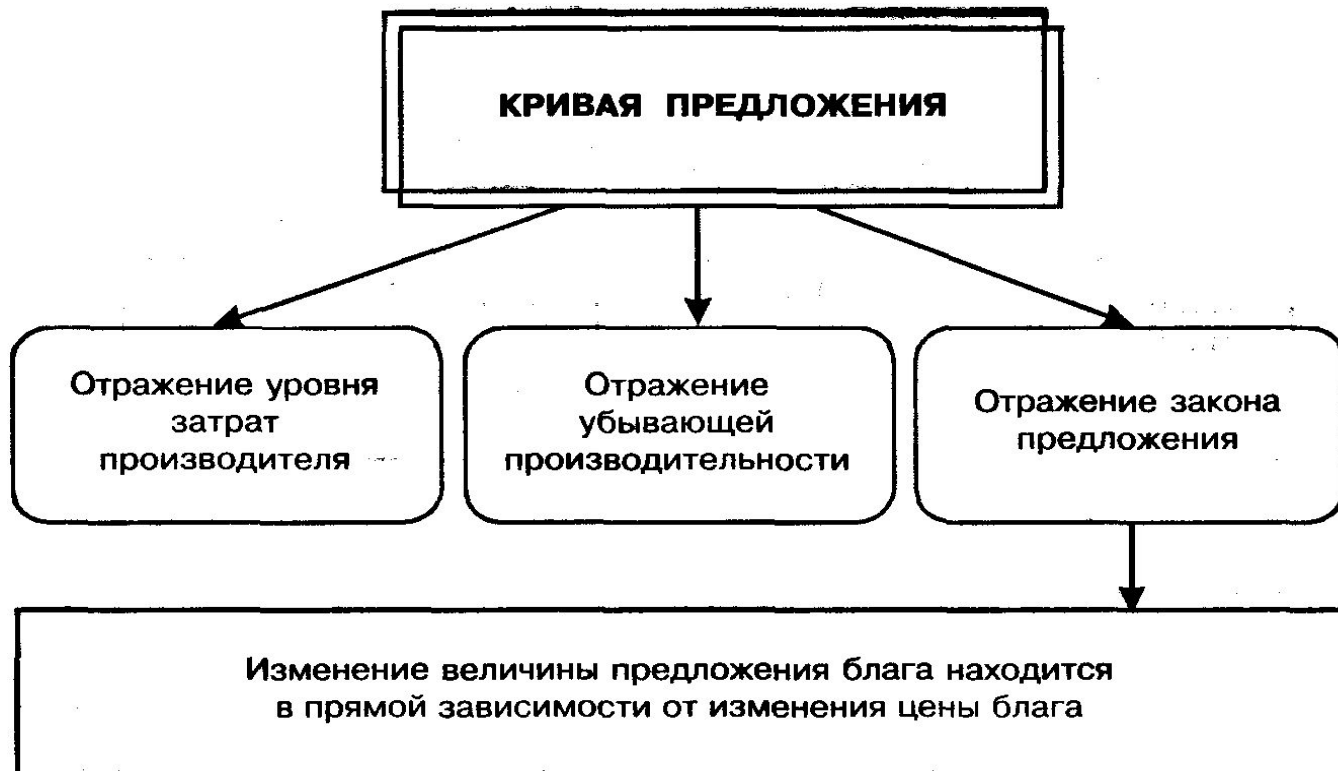 КРИВАЯ ПРЕДЛОЖЕНИЯ
Отражение уровня
затрат
производителя
Отражение
убывающей
производительности
Отражение закона
предложения
Изменение величины предложения блага находится
в прямой зависимости от изменения цены блага